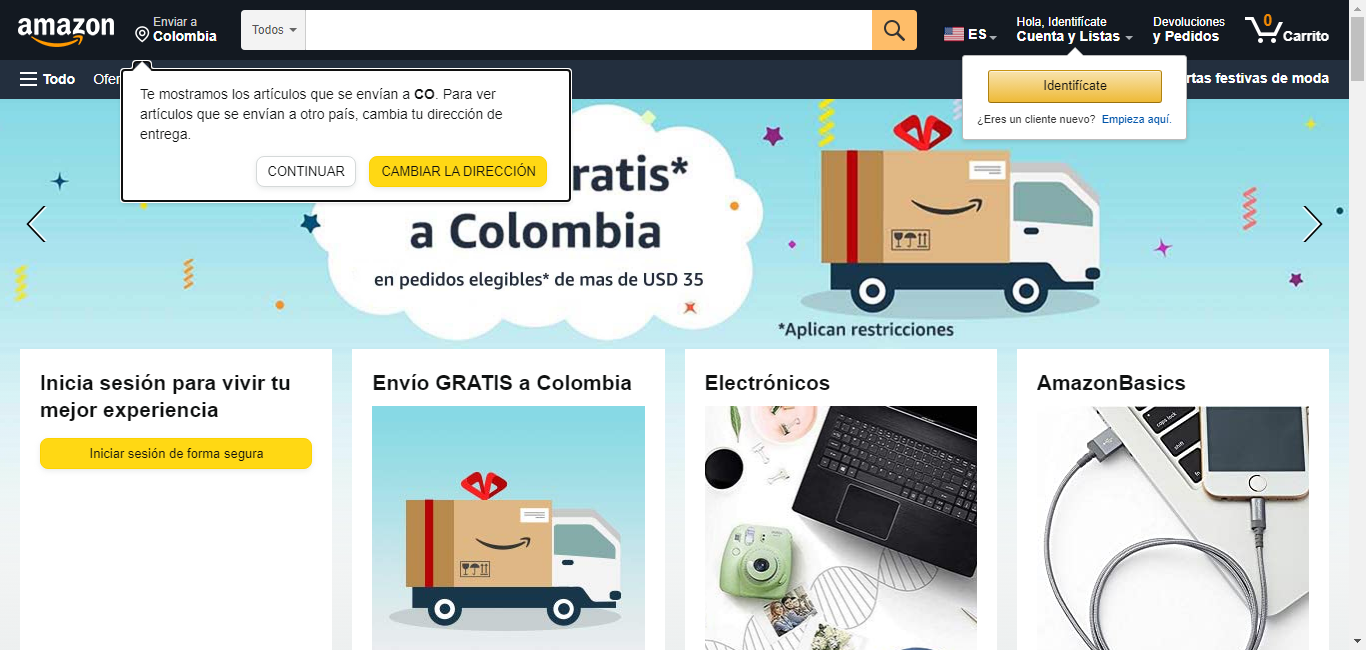 amazon
Enviar a
Colombia
Todos
ES
Hola, Identifícate
Cuenta y Listas
Devoluciones
y Pedidos
0
Carrito
Todo
Ofer
rtas festivas de moda
Te mostramos los artículos que se envían a CO. Para ver
artículos que se envían a otro país, cambia tu dirección de
entrega.
CONTINUAR
CAMBIAR LA DIRECCIÓN
Identifícate
¿Eres un cliente nuevo? Empieza aquí.
ratis*
a Colombia
en pedidos elegibles* de mas de USD 35
*Aplican restricciones
Inicia sesión para vivir tu
mejor experiencia
Iniciar sesión de forma segura
Envío GRATIS a Colombia
Electrónicos
AmazonBasics
caps lock
shift